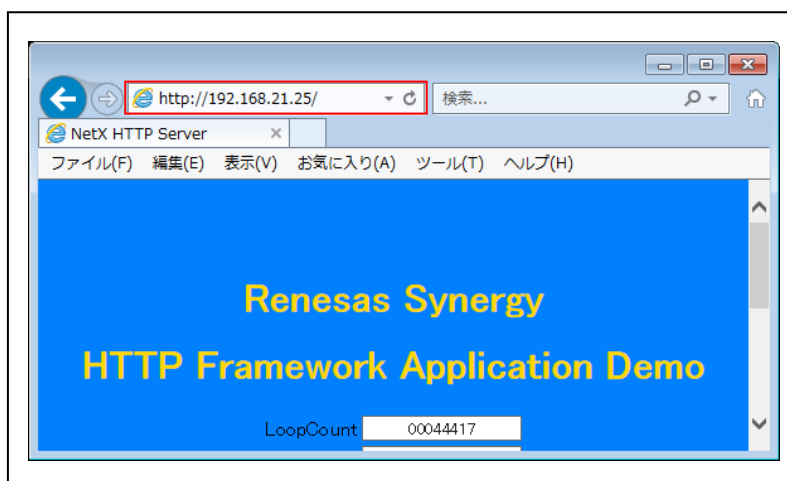 http://192.168.21.25/
検索...
NetX HTTP Server
ファイル(F) 編集(E) 表示(V) お気に入り(A) ツール(T) ヘルプ(H)
Renesas Synergy
HTTP Framework Application Demo
LoopCount 00044417